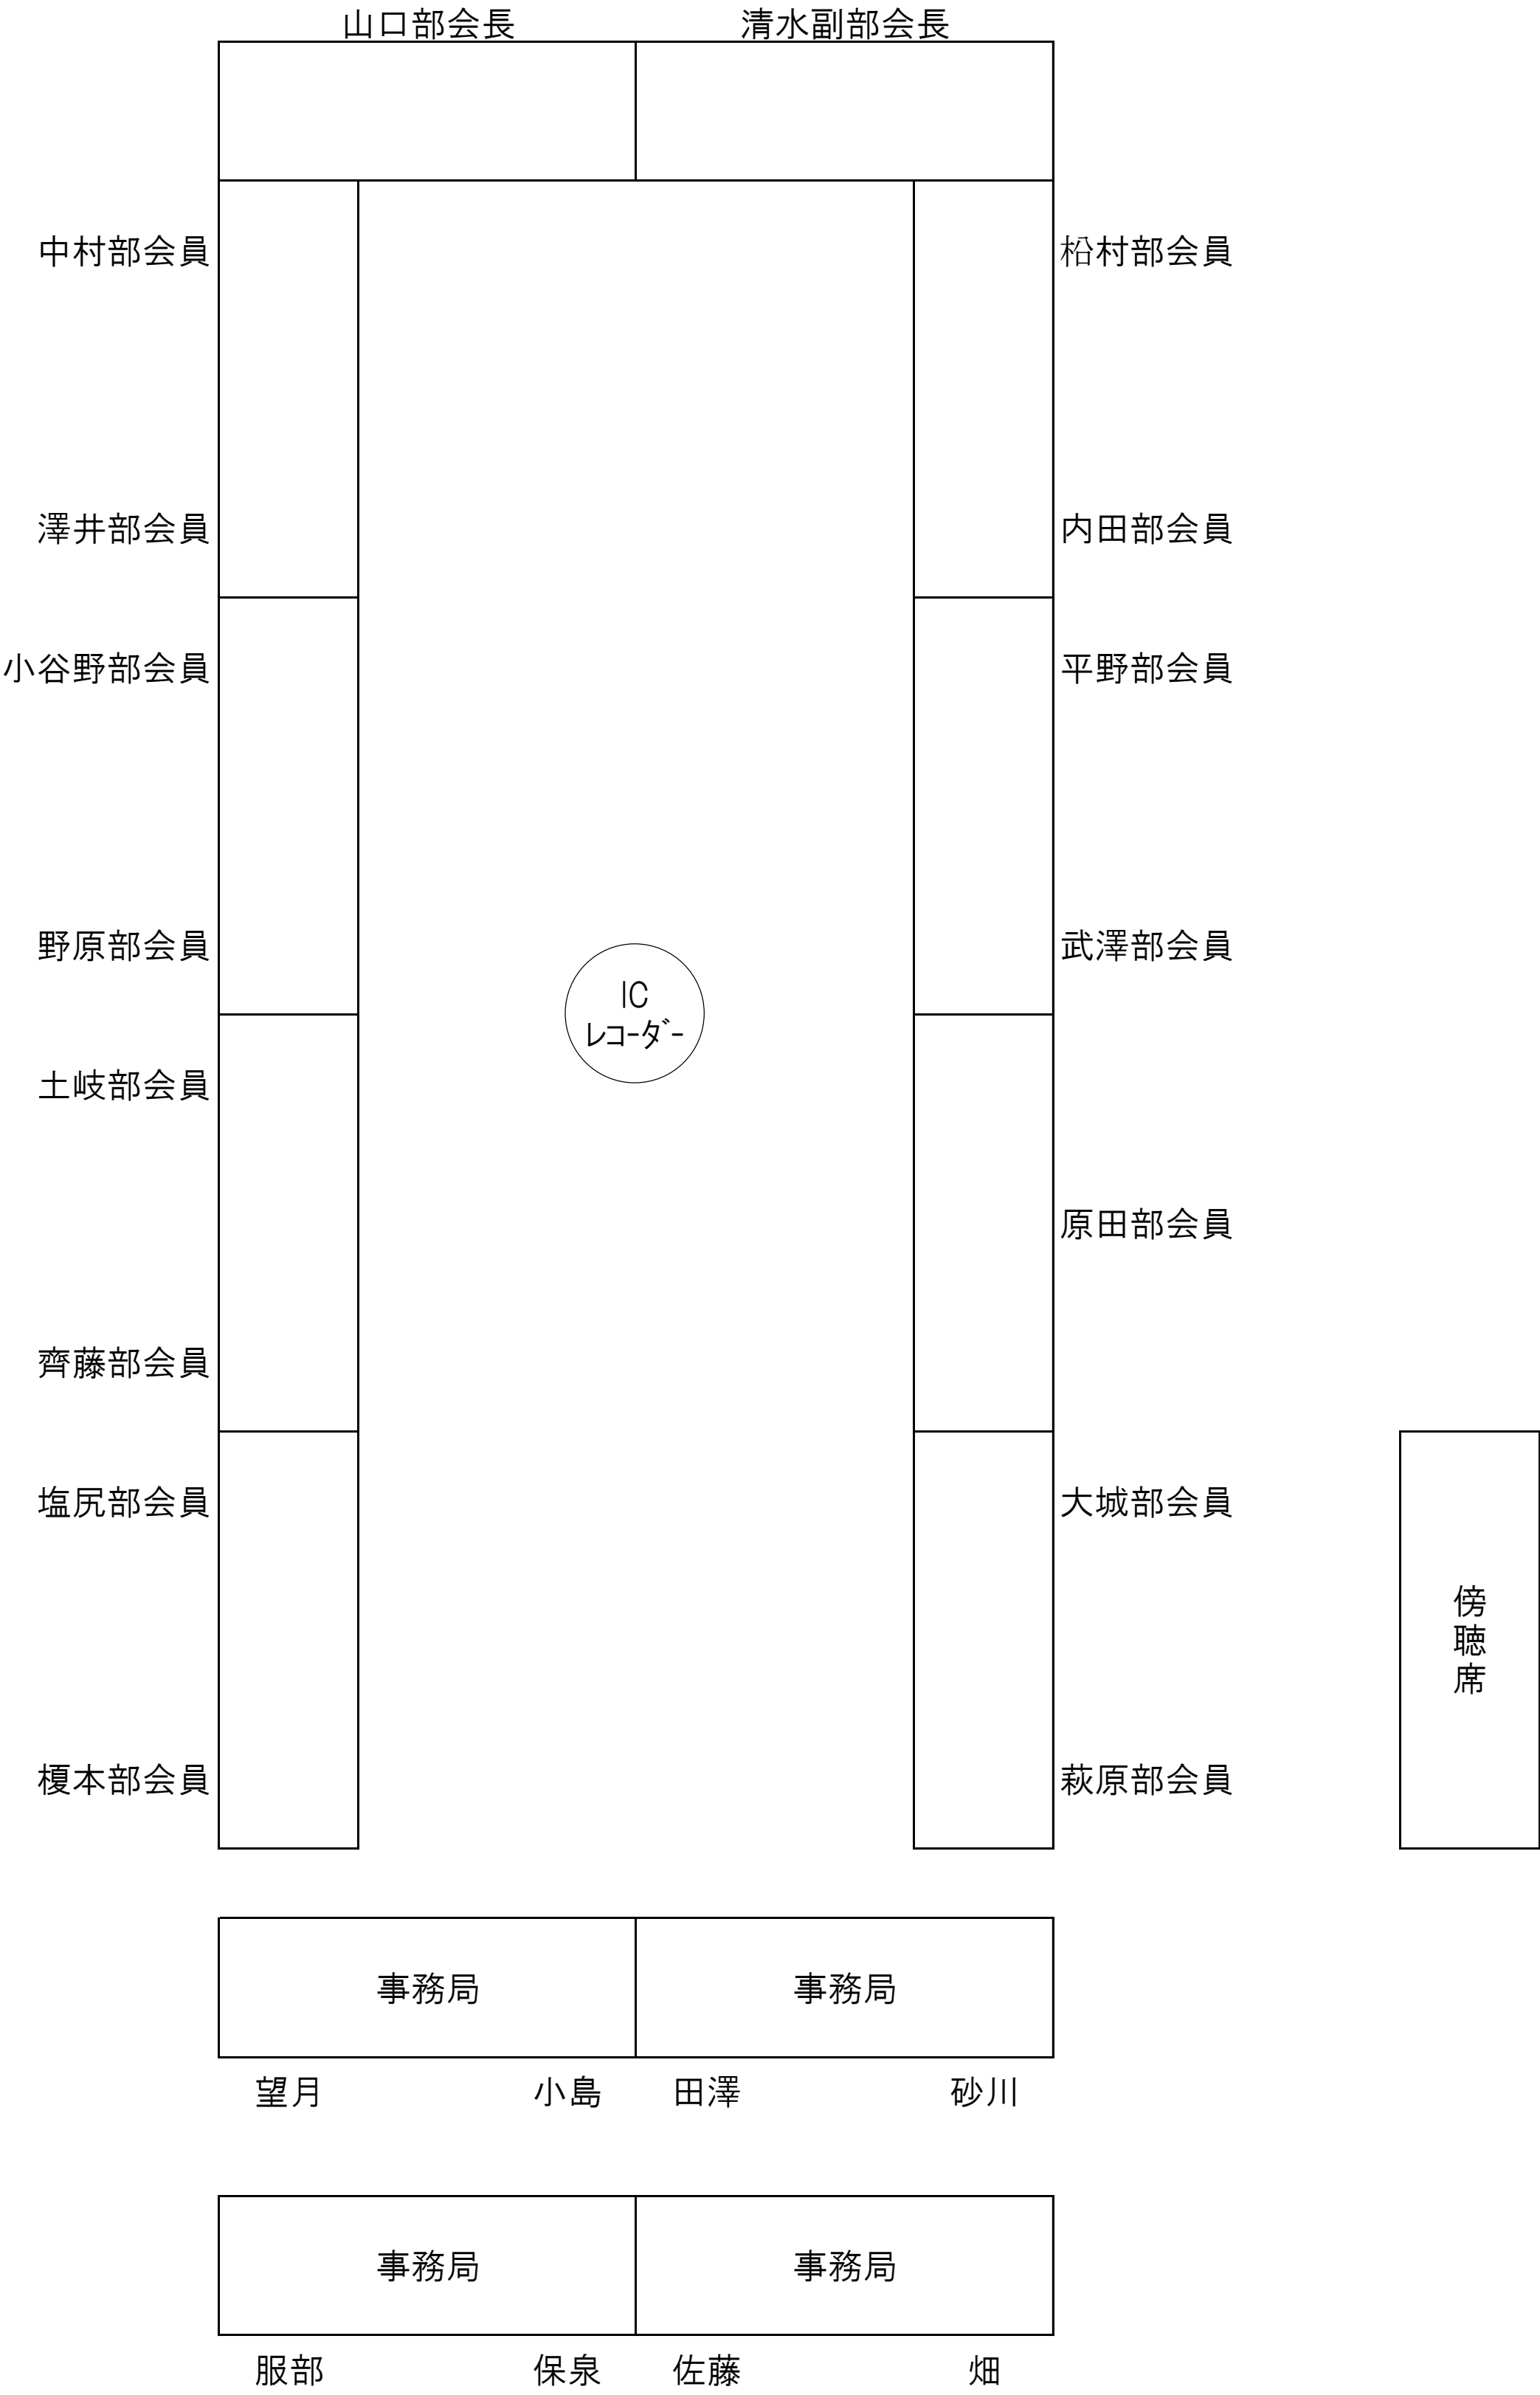 山口部会長 清水副部会長
中村部会員 枩村部会員
澤井部会員 内田部会員
小谷野部会員 平野部会員
野原部会員 武澤部会員
IC
ﾚｺｰﾀﾞｰ
土岐部会員
原田部会員
齊藤部会員
塩尻部会員 大城部会員
傍
聴
席
榎本部会員 萩原部会員
事務局 事務局
望月 小島 田澤 砂川
事務局 事務局
服部 保泉 佐藤 畑